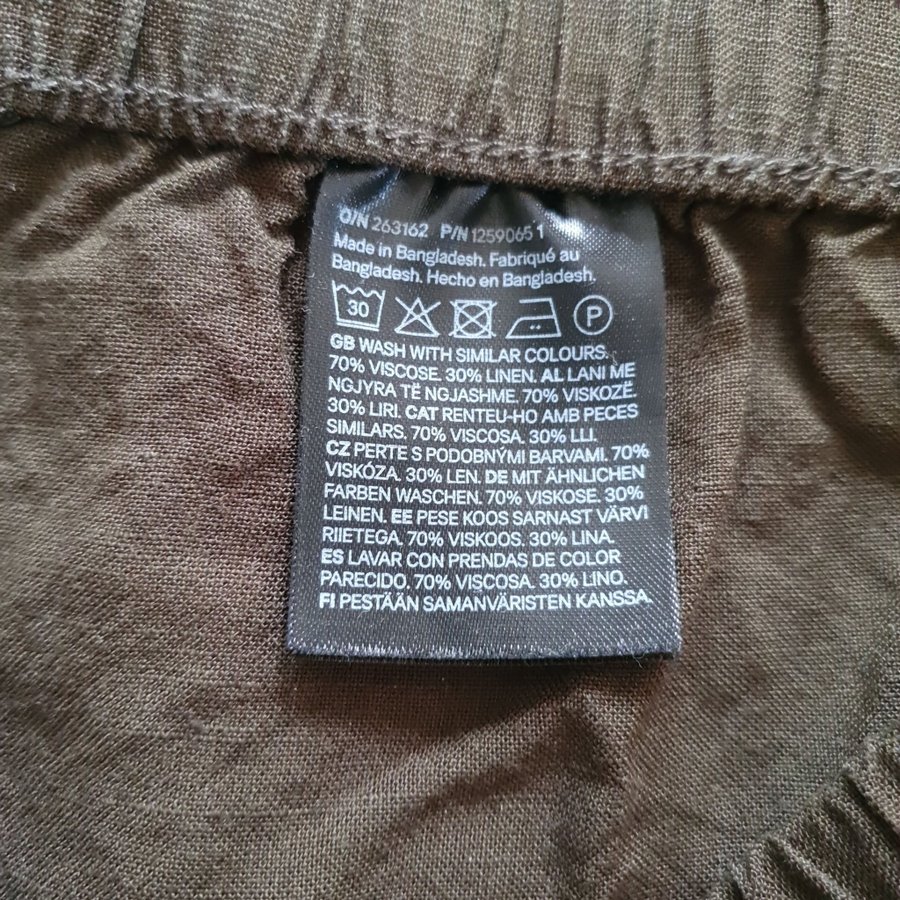 O/N 263162 P/N 1259065 1
Made in Bangladesh. Fabriqué au
Bangladesh. Hecho en Bangladesh.
30 P
GB WASH WITH SIMILAR COLOURS.
70% VISCOSE. 30% LINEN. AL LANI ME
NGJYRA TË NGJASHME. 70% VISKOZË
30% LIRI. CAT RENTEU-HO AMB PECES
SIMILARS. 70% VISCOSA. 30% LLI.
CZ PERTE S PODOBNÝMI BARVAMI. 70%
VISKÓZA. 30% LEN. DE MIT ÄHNLICHEN
FARBEN WASCHEN. 70% VISKOSE. 30%
LEINEN. EE PESE KOOS SARNAST VÄRVI
RIIETEGA. 70% VISKOOS. 30% LINA.
ES LAVAR CON PRENDAS DE COLOR
PARECIDO. 70% VISCOSA. 30% LINO.
FI PESTÄÄN SAMANVÄRISTEN KANSSA.